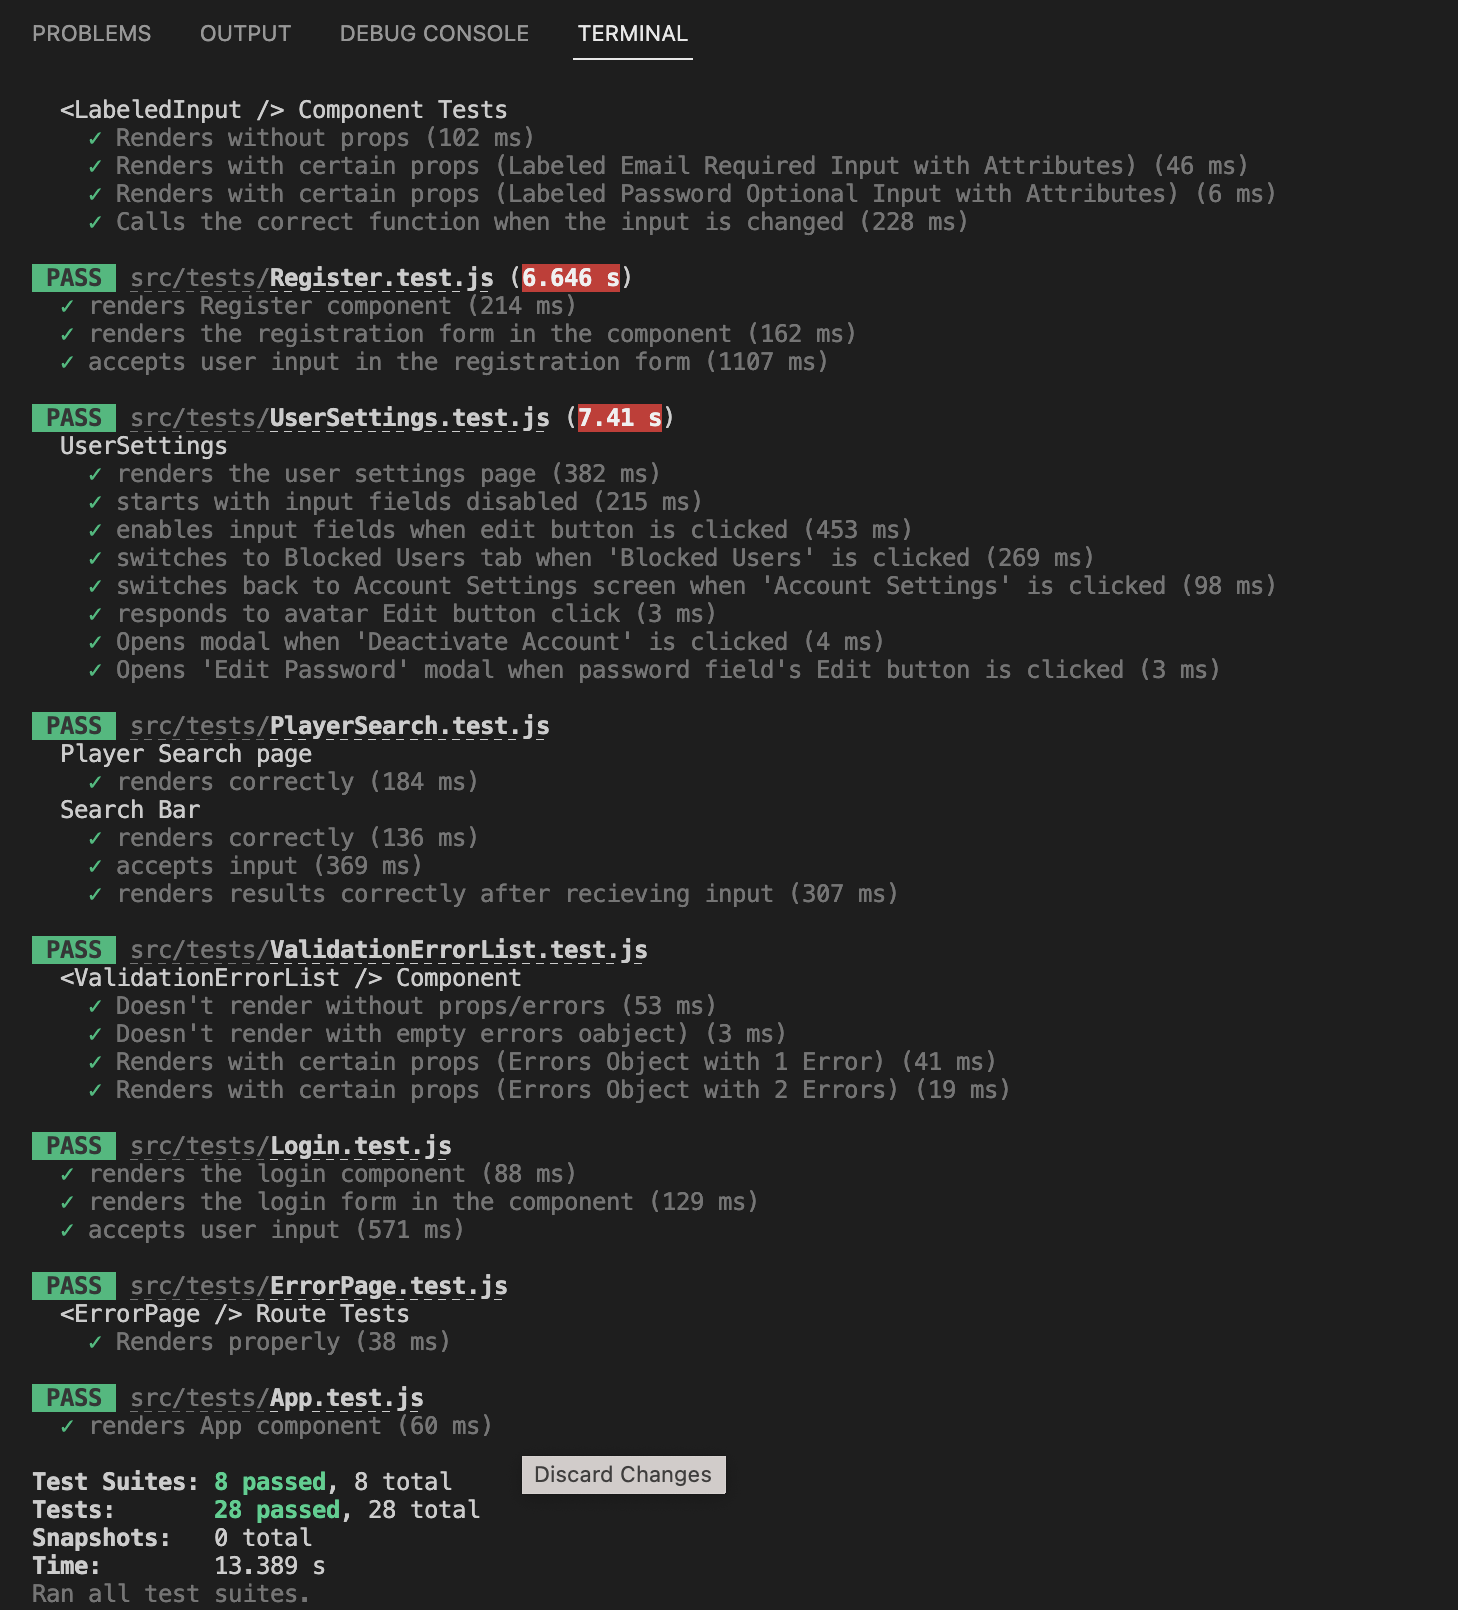 PROBLEMS OUTPUT DEBUG CONSOLE TERMINAL
<LabeledInput /> Component Tests
✓ Renders without props (102 ms)
✓ Renders with certain props (Labeled Email Required Input with Attributes) (46 ms)
✓ Renders with certain props (Labeled Password Optional Input with Attributes) (6 ms)
✓ Calls the correct function when the input is changed (228 ms)
PASS src/tests/Register.test.js (6.646 s)
✓ renders Register component (214 ms)
✓ renders the registration form in the component (162 ms)
✓ accepts user input in the registration form (1107 ms)
PASS src/tests/UserSettings.test.js (7.41 s)
UserSettings
✓ renders the user settings page (382 ms)
✓ starts with input fields disabled (215 ms)
✓ enables input fields when edit button is clicked (453 ms)
✓ switches to Blocked Users tab when 'Blocked Users' is clicked (269 ms)
✓ switches back to Account Settings screen when 'Account Settings' is clicked (98 ms)
✓ responds to avatar Edit button click (3 ms)
✓ Opens modal when 'Deactivate Account' is clicked (4 ms)
✓ Opens 'Edit Password' modal when password field's Edit button is clicked (3 ms)
PASS src/tests/PlayerSearch.test.js
Player Search page
✓ renders correctly (184 ms)
Search Bar
✓ renders correctly (136 ms)
✓ accepts input (369 ms)
✓ renders results correctly after recieving input (307 ms)
PASS src/tests/ValidationErrorList.test.js
<ValidationErrorList /> Component
✓ Doesn't render without props/errors (53 ms)
✓ Doesn't render with empty errors oabject) (3 ms)
✓ Renders with certain props (Errors Object with 1 Error) (41 ms)
✓ Renders with certain props (Errors Object with 2 Errors) (19 ms)
PASS src/tests/Login.test.js
✓ renders the login component (88 ms)
✓ renders the login form in the component (129 ms)
✓ accepts user input (571 ms)
PASS src/tests/ErrorPage.test.js
<ErrorPage /> Route Tests
✓ Renders properly (38 ms)
PASS src/tests/App.test.js
✓ renders App component (60 ms)
Test Suites: 8 passed, 8 total
Discard Changes
Tests: 28 passed, 28 total
Snapshots: 0 total
Time: 13.389 s
Ran all test suites.